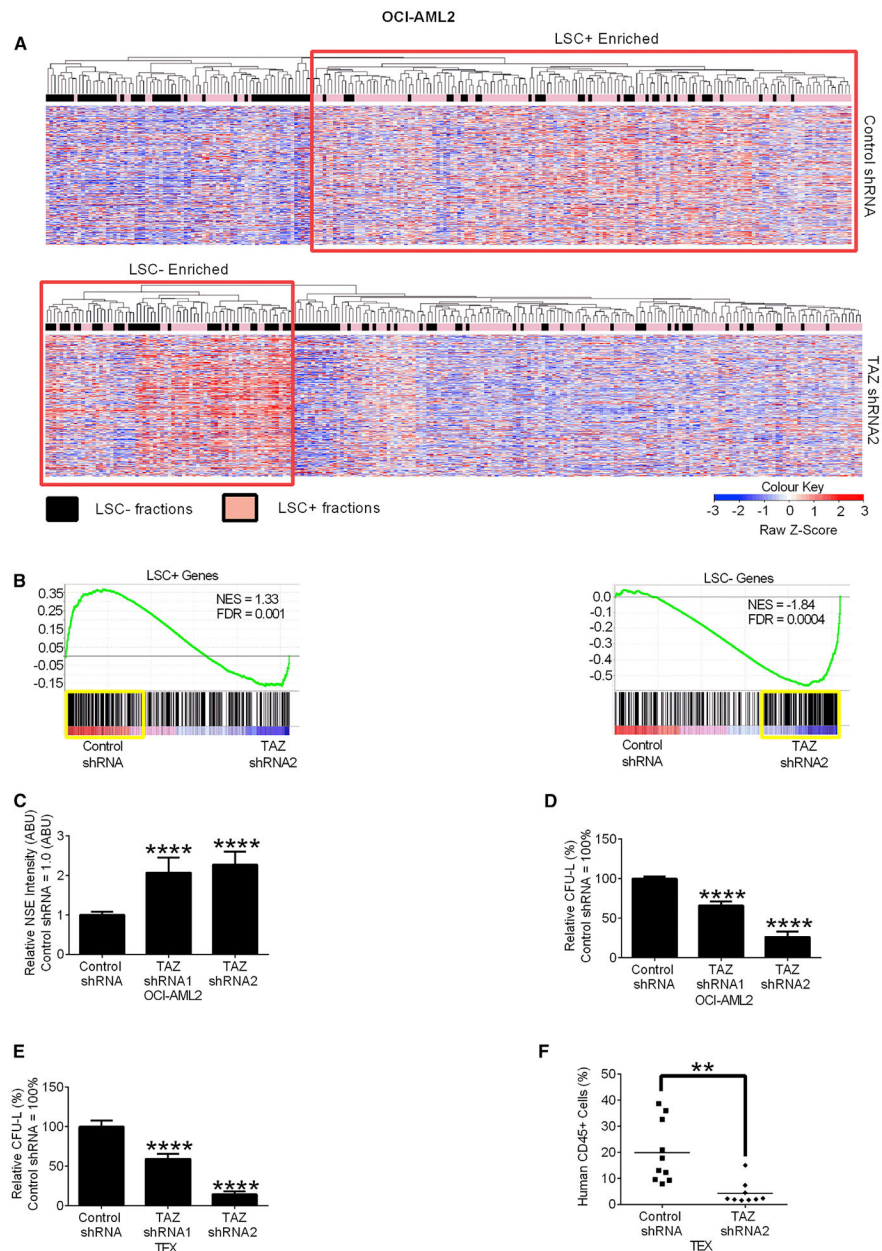 OCI-AML2
A
LSC+ Enriched
Control shRNA
LSC- Enriched
TAZ shRNA2
LSC- fractions
LSC+ fractions
Colour Key
-3 -2 -1 0 1 2 3
Raw Z-Score
B
LSC+ Genes
NES = 1.33
FDR = 0.001
0.35
0.25
0.15
0.05
-0.05
-0.15
Control
shRNA
TAZ
shRNA2
LSC- Genes
NES = -1.84
FDR = 0.0004
0.0
-0.1
-0.2
-0.3
-0.4
-0.5
Control
shRNA
TAZ
shRNA2
C
Relative NSE Intensity (ABU)
Control shRNA = 1.0 (ABU)
3
2
1
0
**** ****
Control
shRNA
TAZ
shRNA1
TAZ
shRNA2
OCI-AML2
D
Relative CFU-L (%)
Control shRNA = 100%
150
100
50
0
****
****
Control
shRNA
TAZ
shRNA1
TAZ
shRNA2
OCI-AML2
E
Relative CFU-L (%)
Control shRNA = 100%
150
100
50
0
****
****
Control
shRNA
TAZ
shRNA1
TAZ
shRNA2
TEX
F
Human CD45+ Cells (%)
50
40
30
20
10
0
**
Control
shRNA
TAZ
shRNA2
TEX